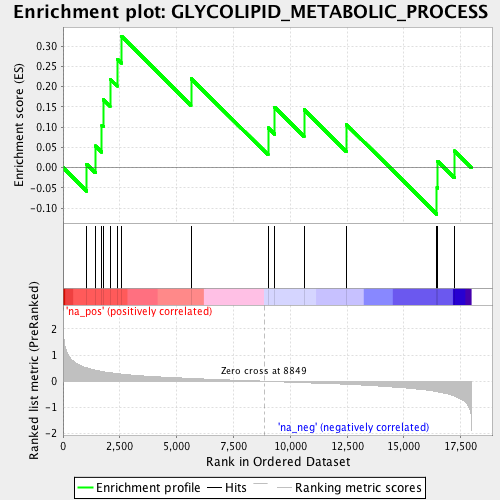 Enrichment plot: GLYCOLIPID_METABOLIC_PROCESS
Enrichment score (ES)
0.30
0.25
0.20
0.15
0.10
0.05
0.00
-0.05
-0.10
'na_pos' (positively correlated)
Ranked list metric (PreRanked)
2
1
0
-1
-2
Zero cross at 8849
'na_neg' (negatively correlated)
0 2,500 5,000 7,500 10,000 12,500 15,000 17,500
Rank in Ordered Dataset
Enrichment profile Hits Ranking metric scores